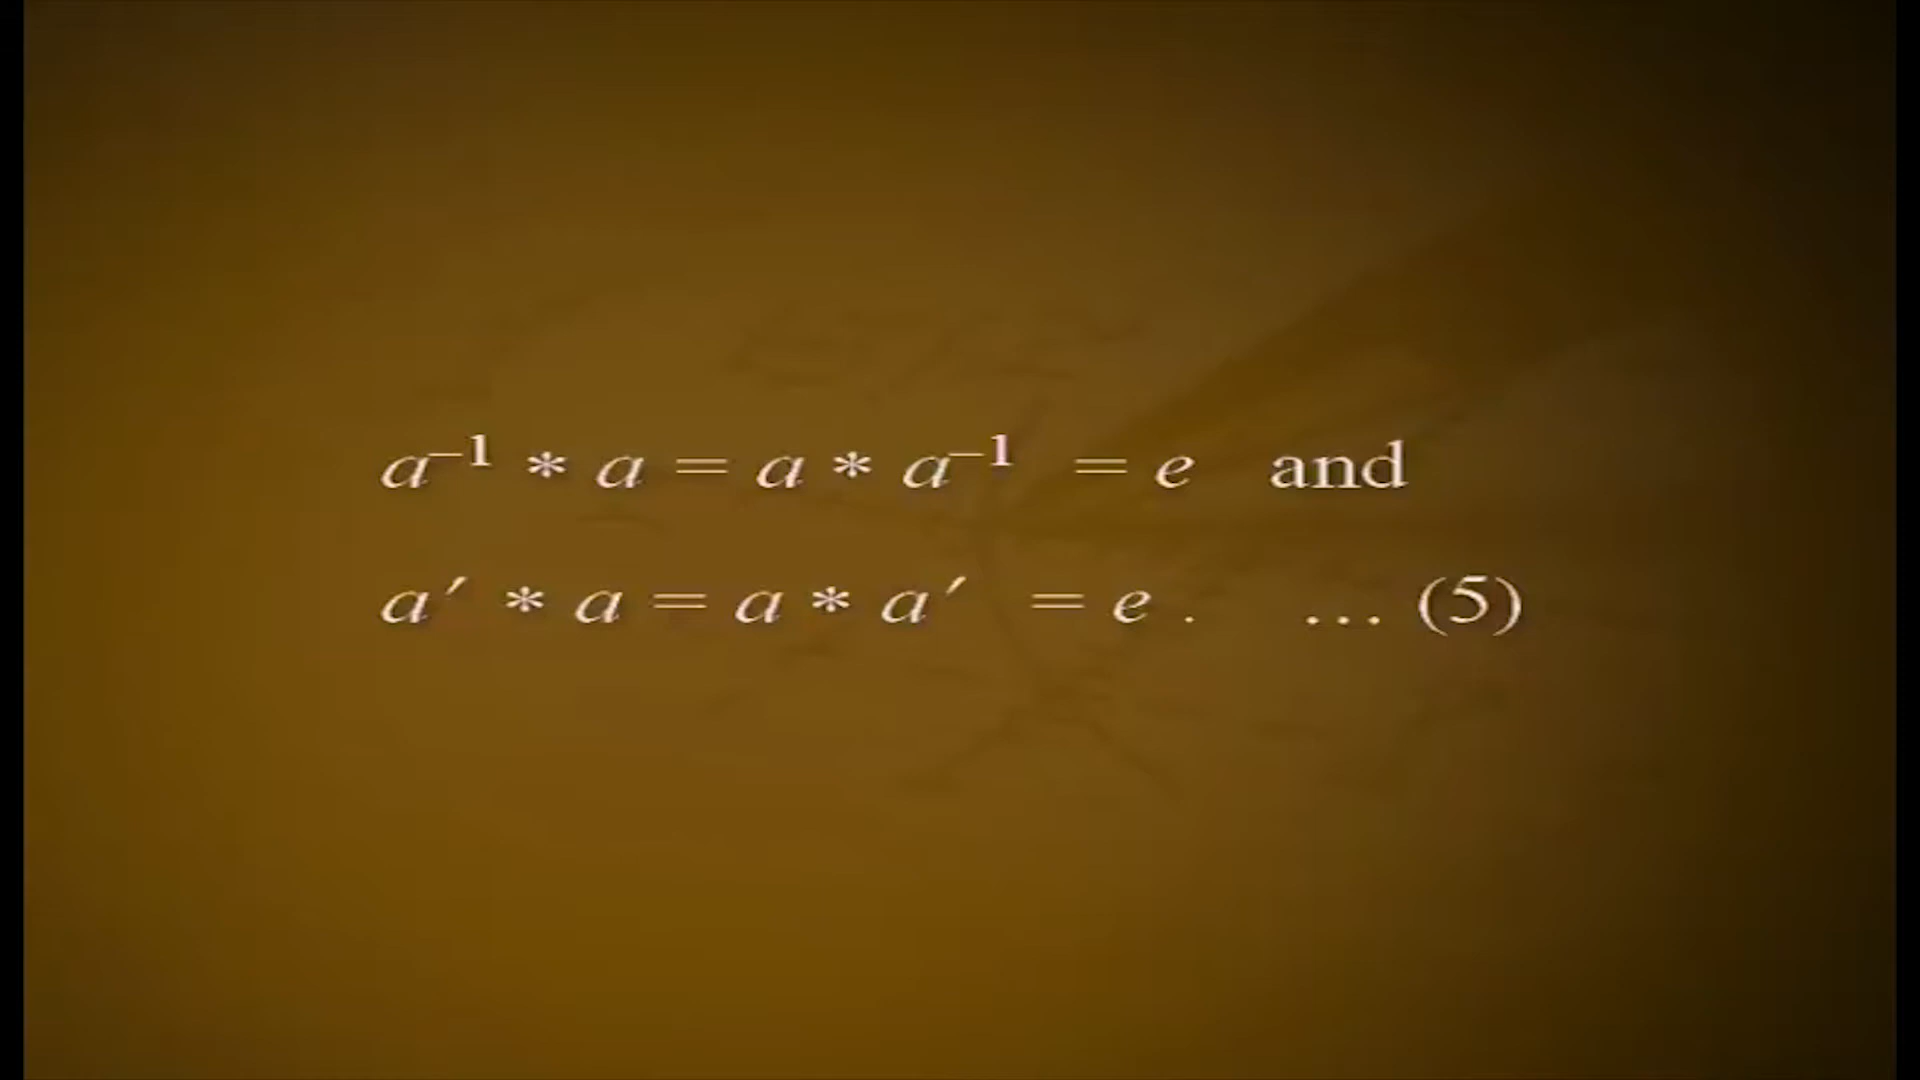 a⁻¹ * a = a * a⁻¹ = e and
a′ * a = a * a′ = e . ... (5)